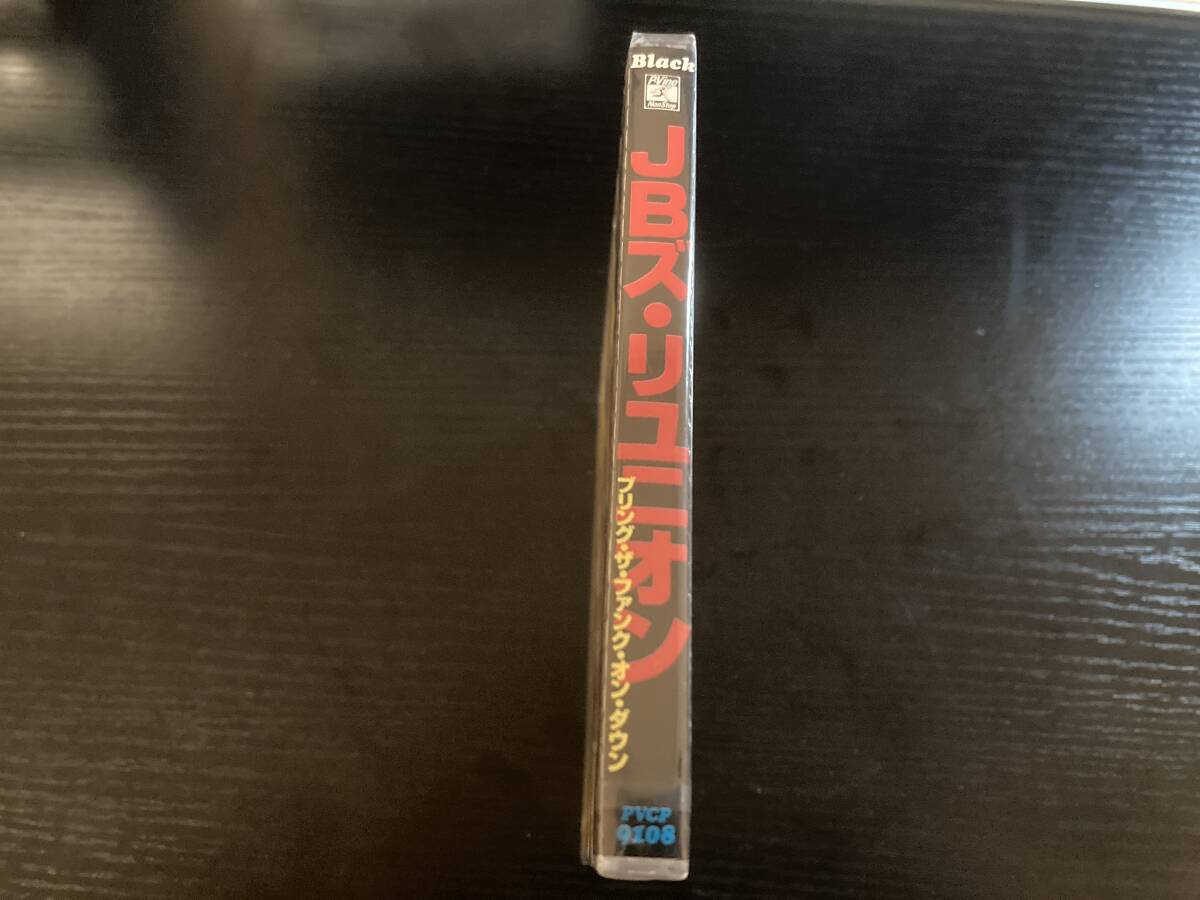 Black
P-Vine
NonStop
JBズ・リユニオン
ブリング・ザ・ファンク・オン・ダウン
PVCP
9108